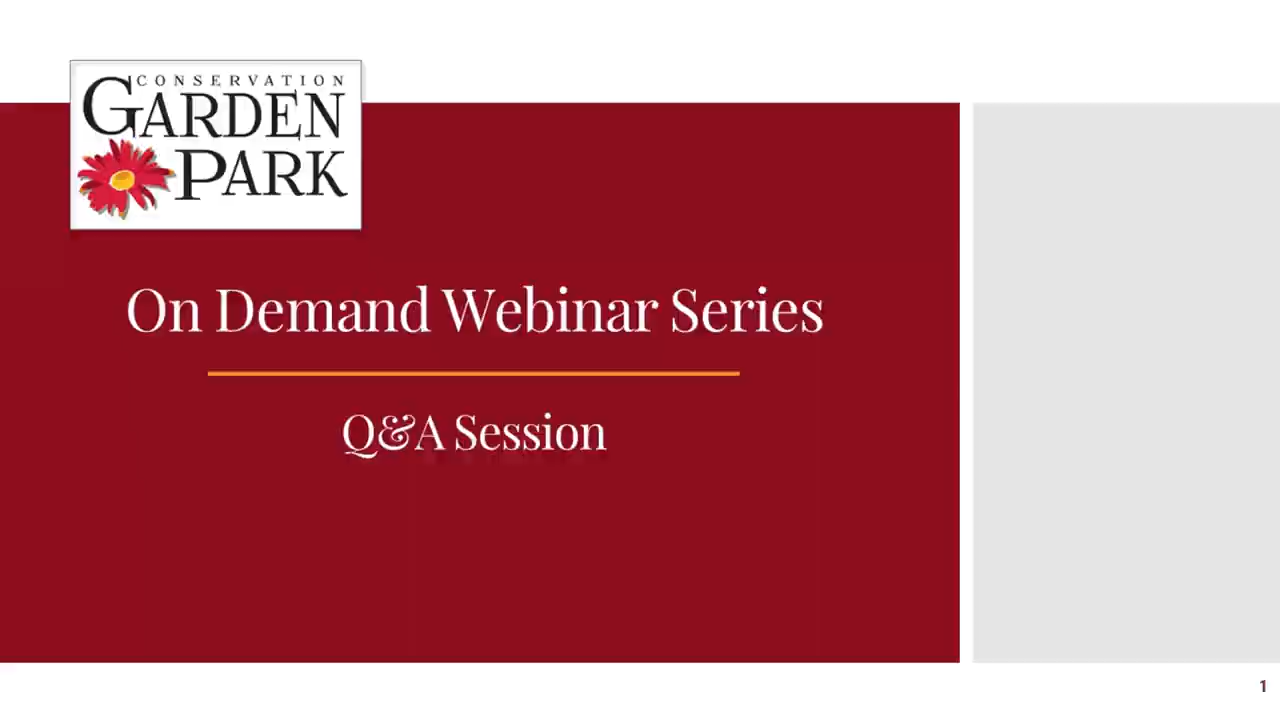 CONSERVATION
GARDEN
PARK
On Demand Webinar Series
Q&A Session
1